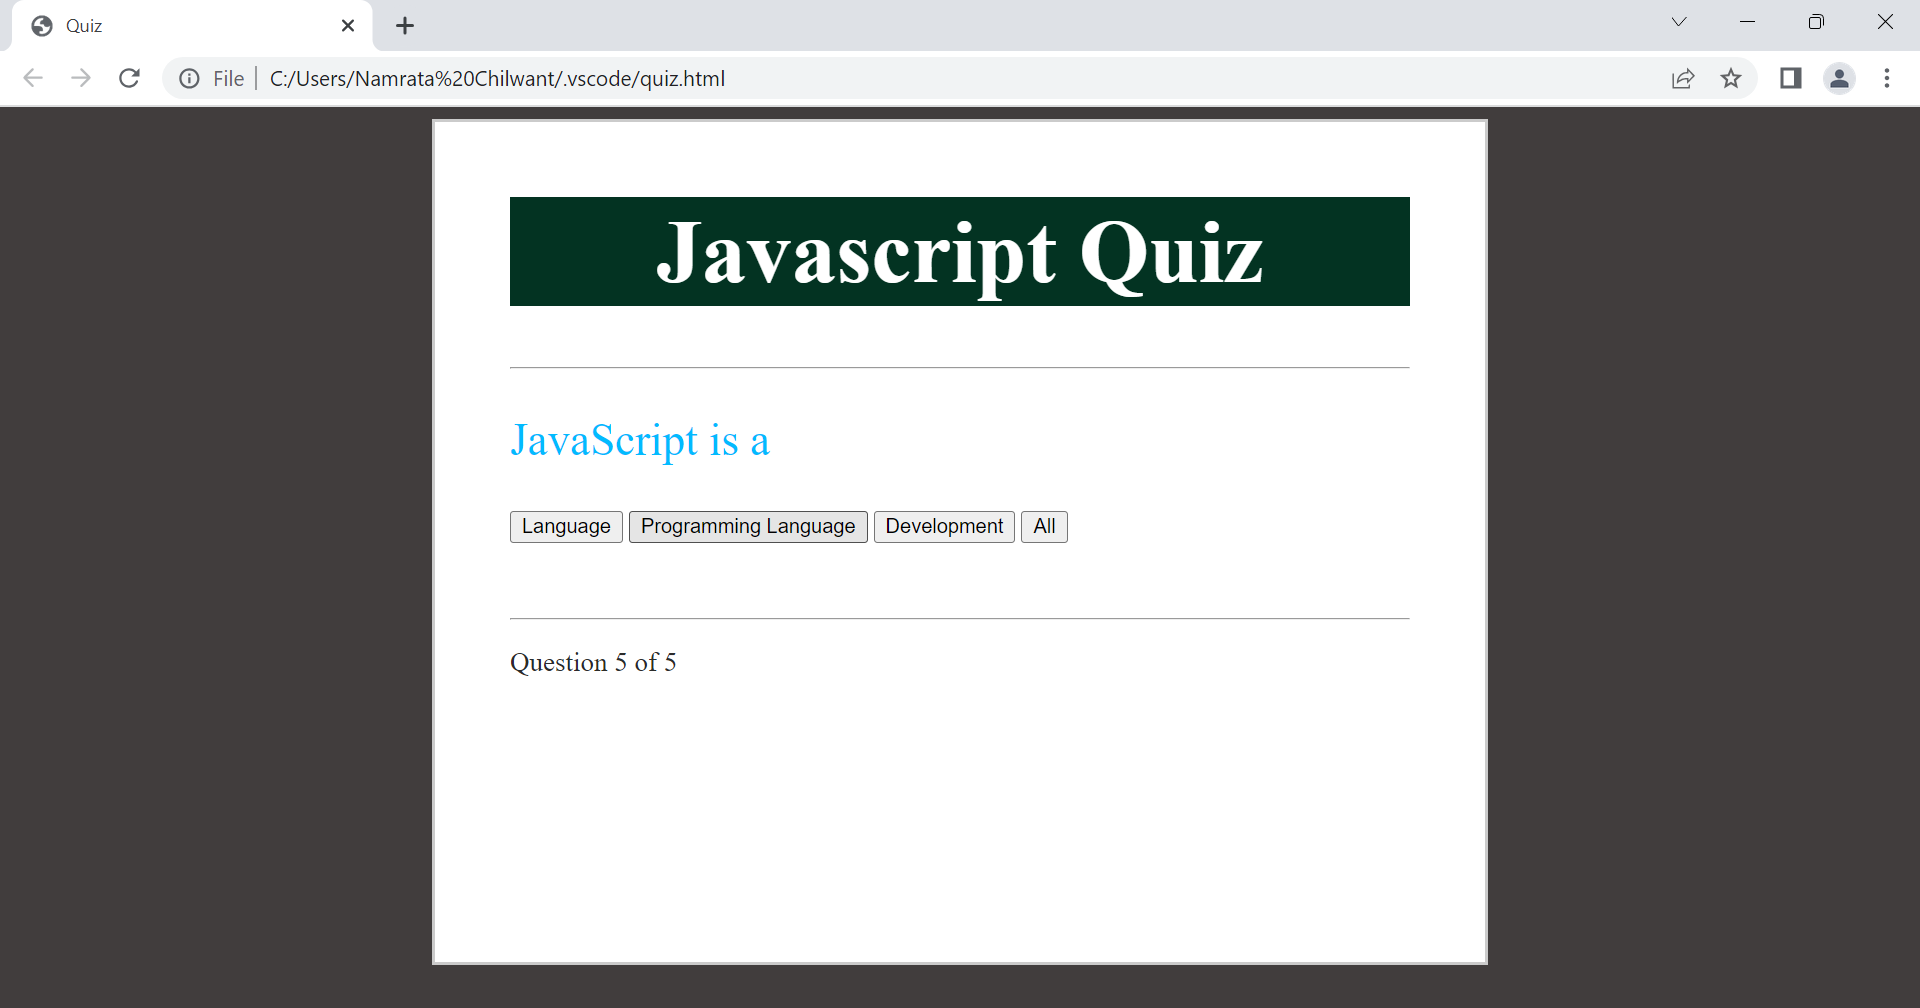 Quiz
File C:/Users/Namrata%20Chilwant/.vscode/quiz.html
Javascript Quiz
JavaScript is a
Language Programming Language Development All
Question 5 of 5